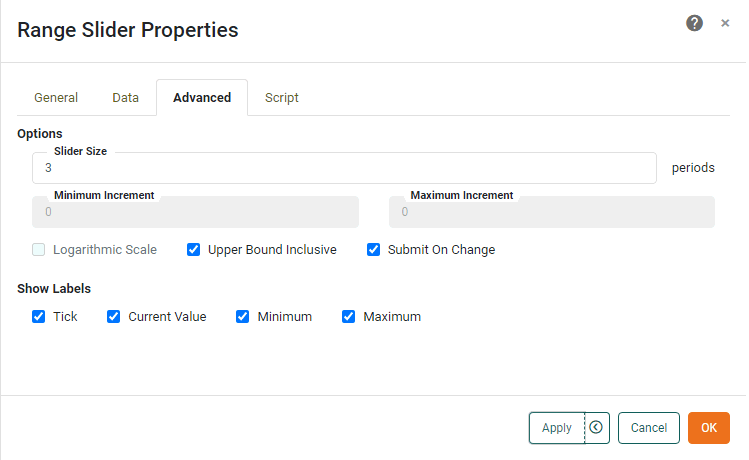 Range Slider Properties
General Data Advanced Script
Options
Slider Size
3 periods
Minimum Increment Maximum Increment
0 0
Logarithmic Scale Upper Bound Inclusive Submit On Change
Show Labels
Tick Current Value Minimum Maximum
Apply Cancel OK